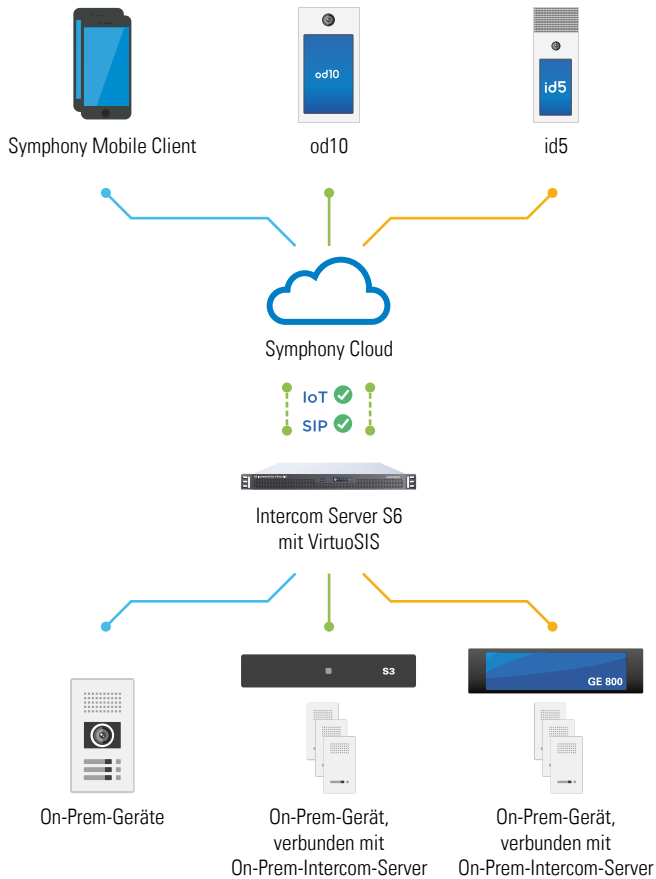 od10
id5
Symphony Mobile Client
od10
id5
Symphony Cloud
IoT
SIP
Intercom Server S6
mit VirtuoSIS
S3
GE 800
On-Prem-Geräte
On-Prem-Gerät,
verbunden mit
On-Prem-Intercom-Server
On-Prem-Gerät,
verbunden mit
On-Prem-Intercom-Server